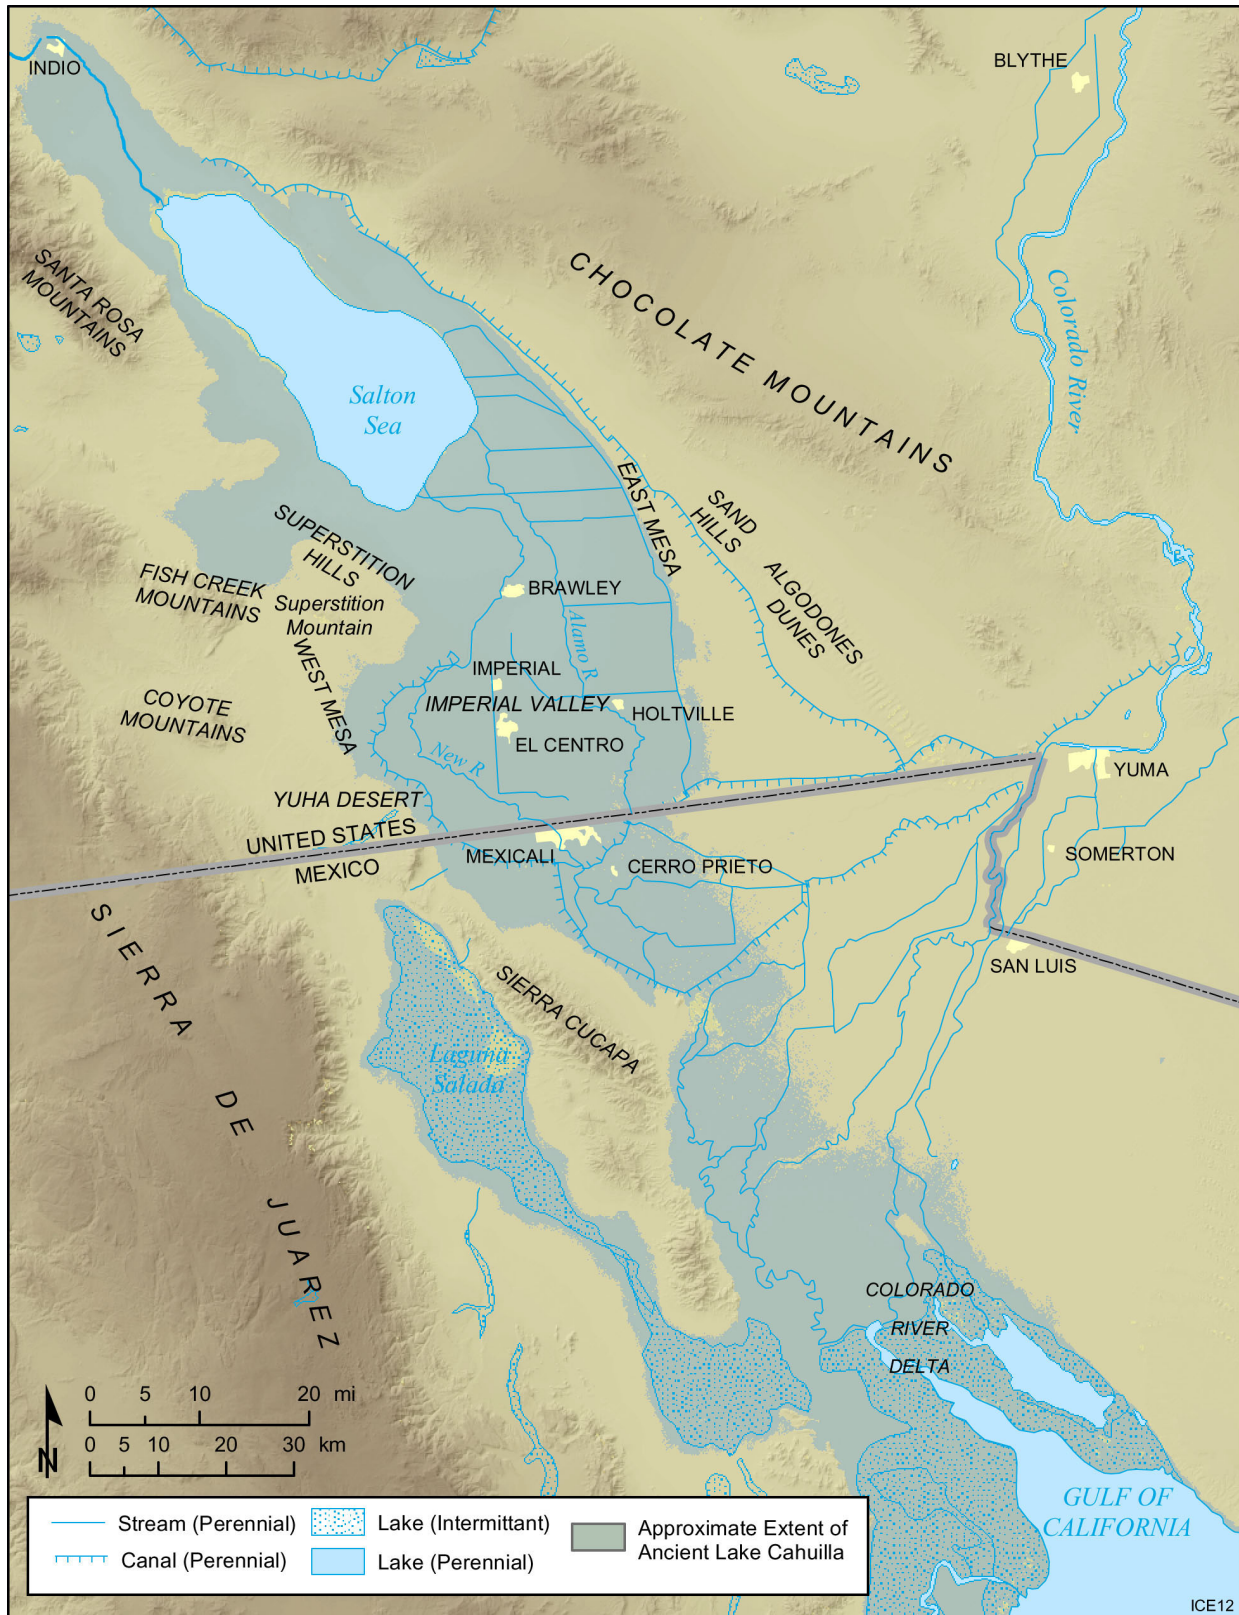 INDIO
BLYTHE
SANTA ROSA
MOUNTAINS
CHOCOLATE MOUNTAINS
Colorado River
Salton
Sea
EAST MESA
SAND
HILLS
ALGODONES
DUNES
SUPERSTITION
HILLS
FISH CREEK
MOUNTAINS
Superstition
Mountain
BRAWLEY
Alamo R
WEST MESA
IMPERIAL
IMPERIAL VALLEY
HOLTVILLE
COYOTE
MOUNTAINS
EL CENTRO
New R
YUMA
YUHA DESERT
UNITED STATES
MEXICO
MEXICALI
CERRO PRIETO
SOMERTON
SAN LUIS
SIERRA DE JUAREZ
SIERRA CUCAPA
Laguna
Salada
COLORADO
RIVER
DELTA
GULF OF
CALIFORNIA
0 5 10 20 mi
0 5 10 20 30 km
N
Stream (Perennial)
Canal (Perennial)
Lake (Intermittant)
Lake (Perennial)
Approximate Extent of
Ancient Lake Cahuilla
ICE12